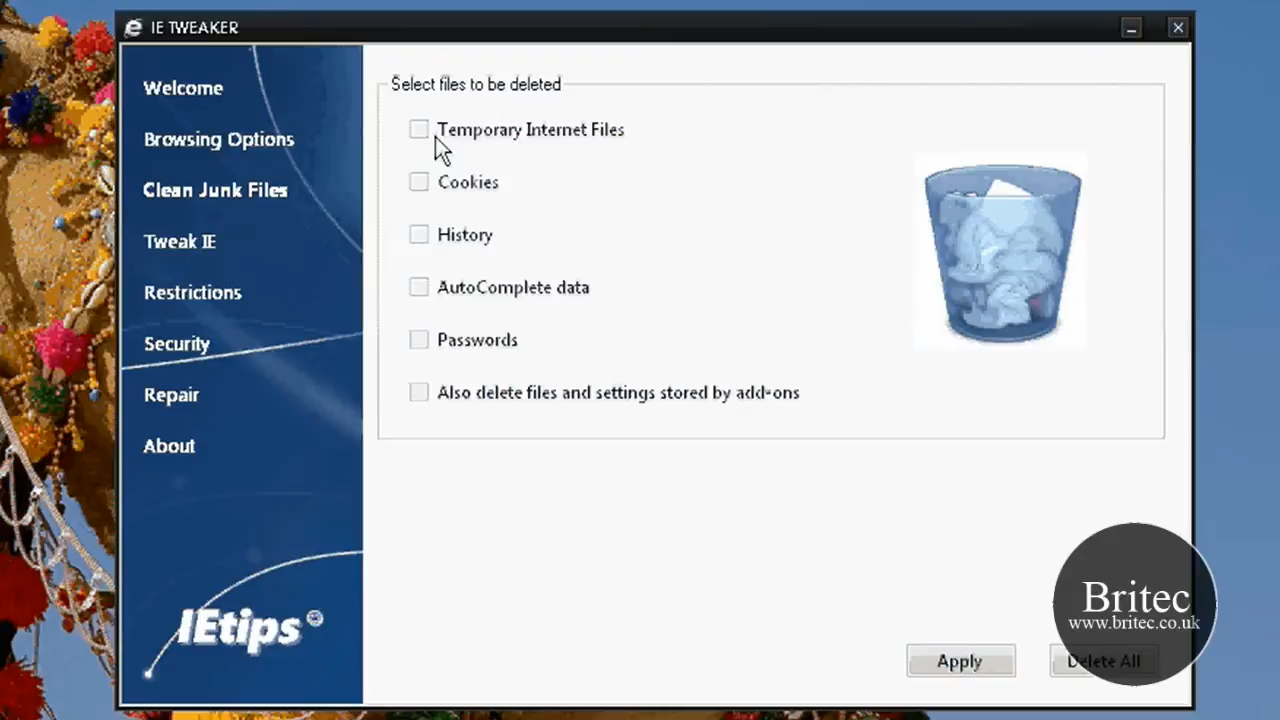 IE TWEAKER
Welcome
Browsing Options
Clean Junk Files
Tweak IE
Restrictions
Security
Repair
About
IEtips
Select files to be deleted
Temporary Internet Files
Cookies
History
AutoComplete data
Passwords
Also delete files and settings stored by add-ons
Apply
Delete All
Britec
www.britec.co.uk